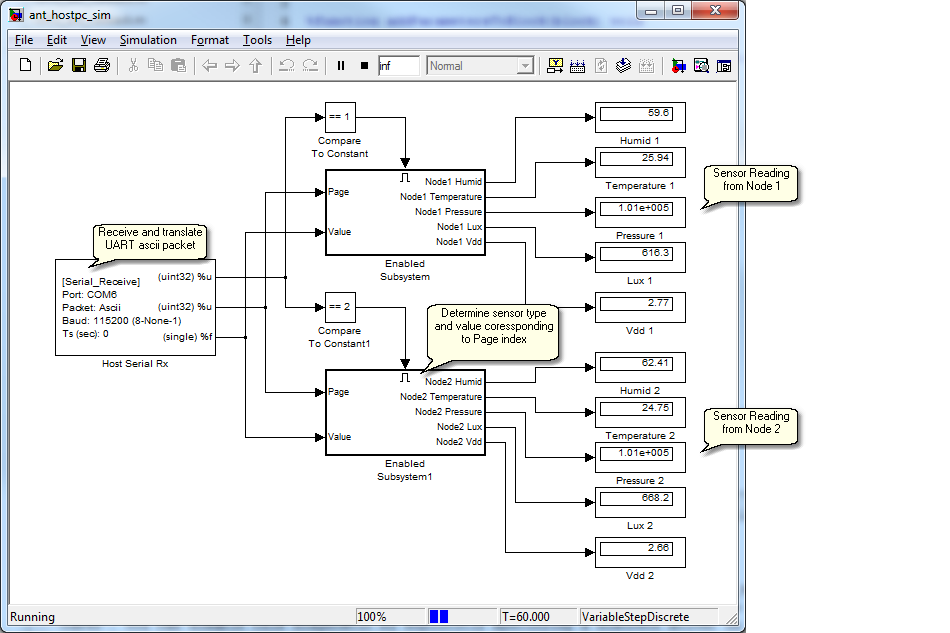 ant_hostpc_sim
File Edit View Simulation Format Tools Help
inf Normal
== 1
Compare
To Constant
59.6
Humid 1
25.94
Temperature 1
1.01e+005
Pressure 1
616.3
Lux 1
2.77
Vdd 1
Sensor Reading
from Node 1
Page
Value
Node1 Humid
Node1 Temperature
Node1 Pressure
Node1 Lux
Node1 Vdd
Enabled
Subsystem
Receive and translate
UART ascii packet
[Serial_Receive]
Port: COM6
Packet: Ascii
Baud: 115200 (8-None-1)
Ts (sec): 0
(uint32) %u
(uint32) %u
(single) %f
Host Serial Rx
== 2
Compare
To Constant1
Determine sensor type
and value coressponding
to Page index
Page
Value
Node2 Humid
Node2 Temperature
Node2 Pressure
Node2 Lux
Node2 Vdd
Enabled
Subsystem1
62.41
Humid 2
24.75
Temperature 2
1.01e+005
Pressure 2
668.2
Lux 2
2.66
Vdd 2
Sensor Reading
from Node 2
Running 100% T=60.000 VariableStepDiscrete